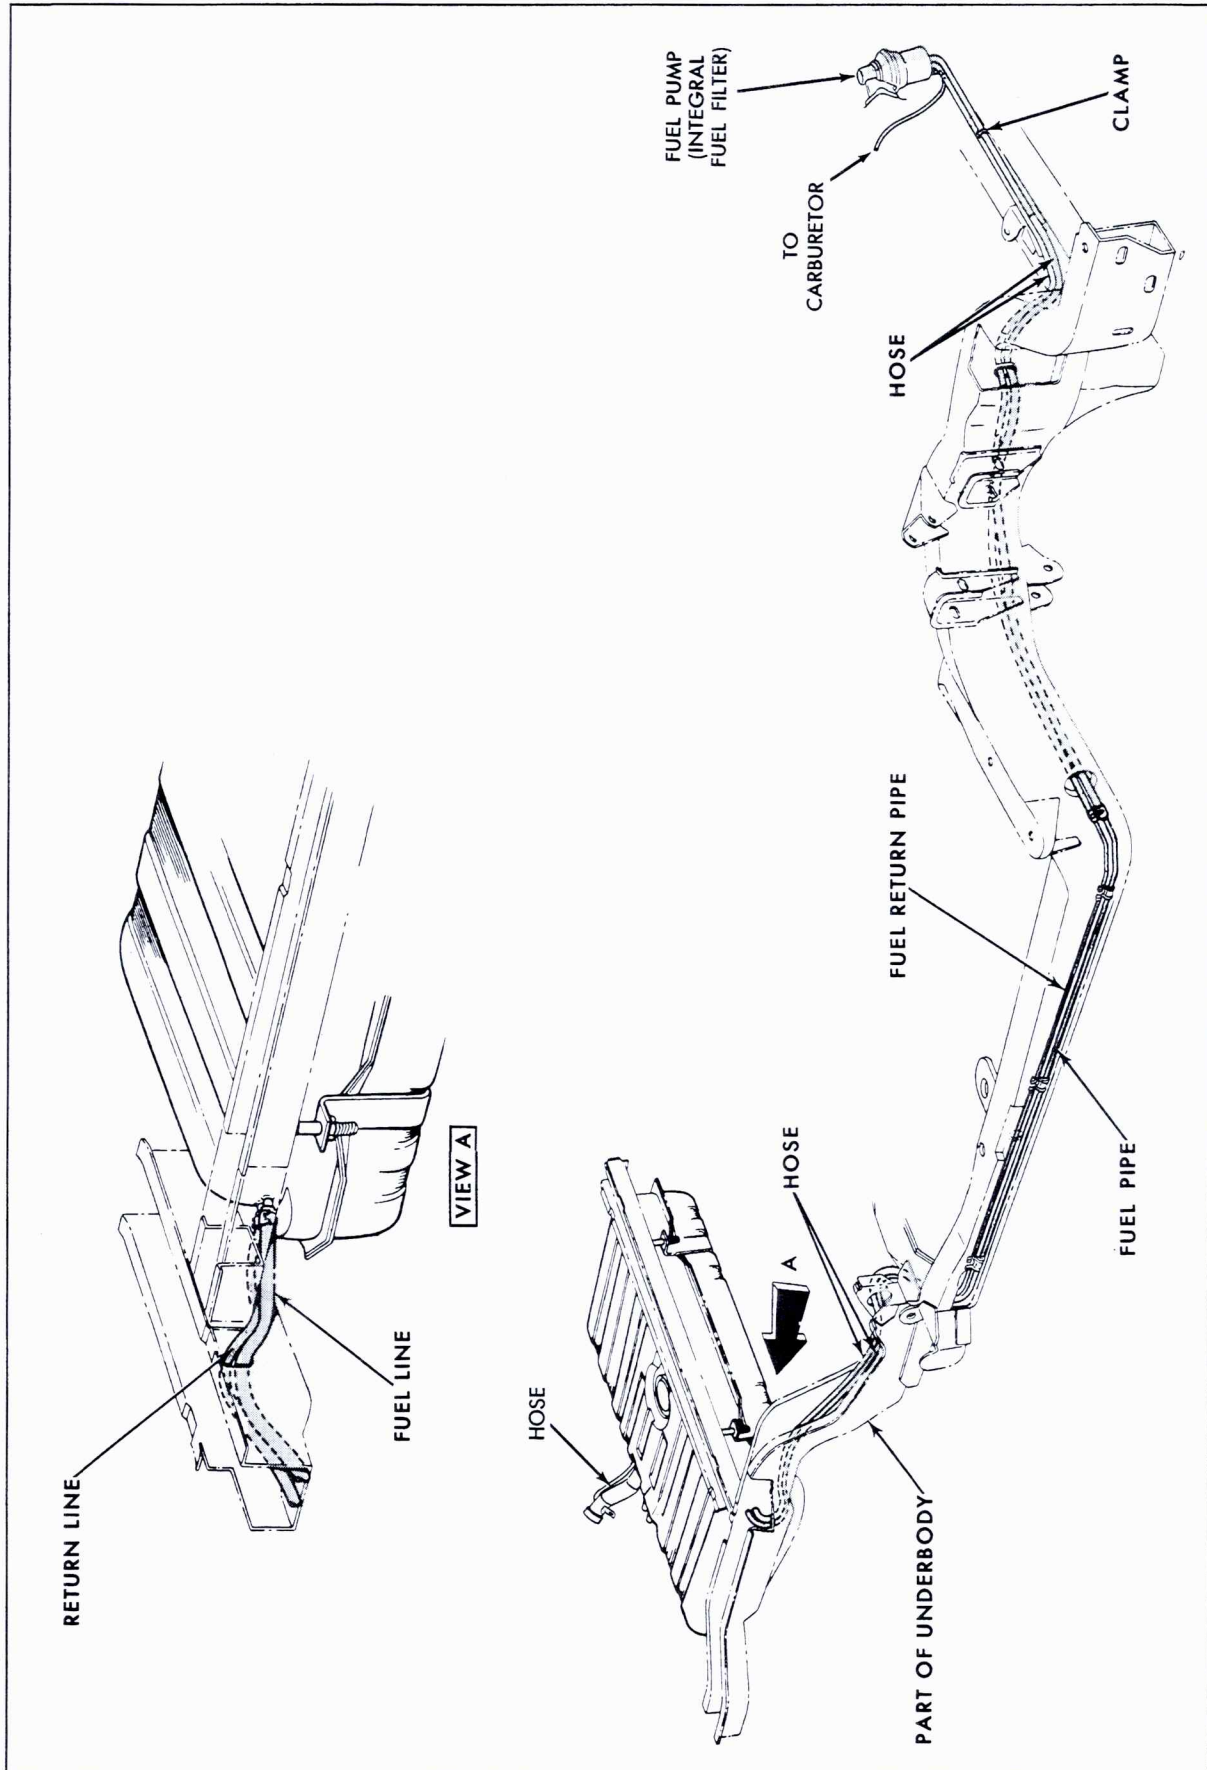 RETURN LINE
FUEL LINE
VIEW A
FUEL PUMP
(INTEGRAL
FUEL FILTER)
TO
CARBURETOR
CLAMP
HOSE
FUEL RETURN PIPE
FUEL PIPE
HOSE
A
HOSE
PART OF UNDERBODY